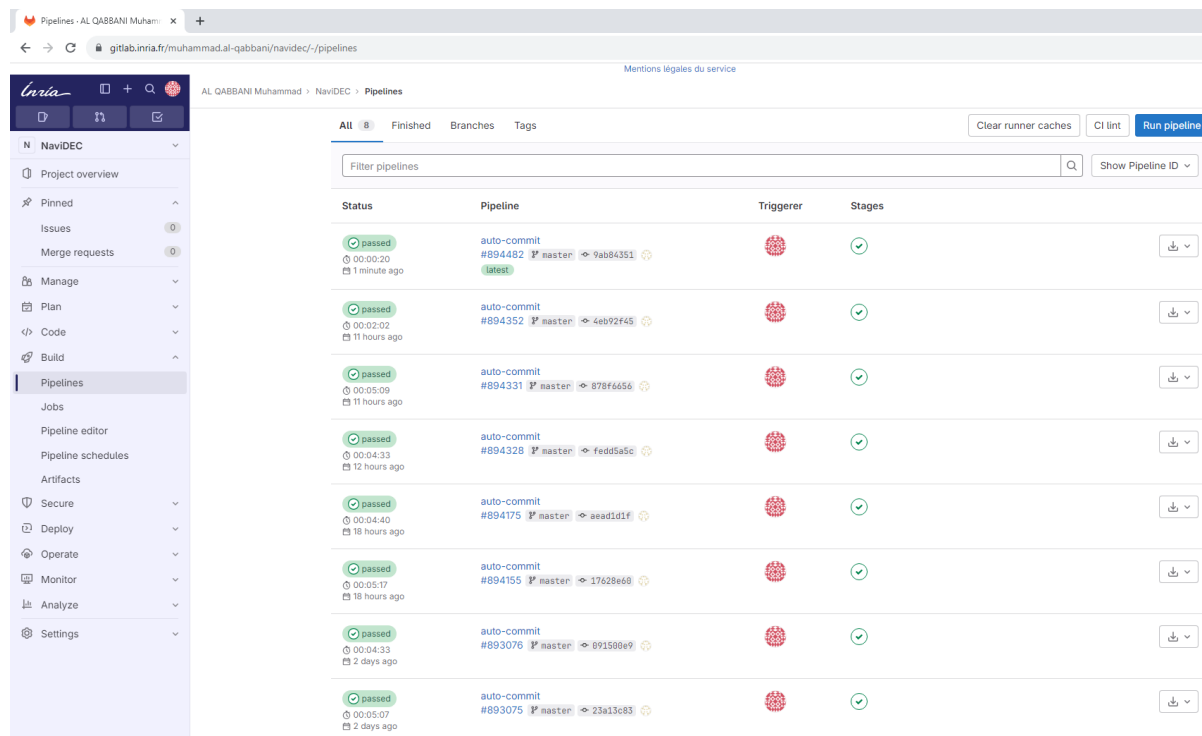 Pipelines · AL QABBANI Muham
gitlab.inria.fr/muhammad.al-qabbani/navidec/-/pipelines
Mentions légales du service
Inria
AL QABBANI Muhammad > NaviDEC > Pipelines
N NaviDEC
Project overview
Pinned
Issues 0
Merge requests 0
Manage
Plan
Code
Build
Pipelines
Jobs
Pipeline editor
Pipeline schedules
Artifacts
Secure
Deploy
Operate
Monitor
Analyze
Settings
All 8 Finished Branches Tags
Clear runner caches CI lint Run pipeline
Filter pipelines
Show Pipeline ID
Status Pipeline Triggerer Stages
passed auto-commit
#894482 master 9ab84351
00:00:20
1 minute ago latest
passed auto-commit
#894352 master 4eb92f45
00:02:02
11 hours ago
passed auto-commit
#894331 master 878f6656
00:05:09
11 hours ago
passed auto-commit
#894328 master fedd5a5c
00:04:33
12 hours ago
passed auto-commit
#894175 master aead1d1f
00:04:40
18 hours ago
passed auto-commit
#894155 master 17628e60
00:05:17
18 hours ago
passed auto-commit
#893076 master 091500e9
00:04:33
2 days ago
passed auto-commit
#893075 master 23a13c83
00:05:07
2 days ago